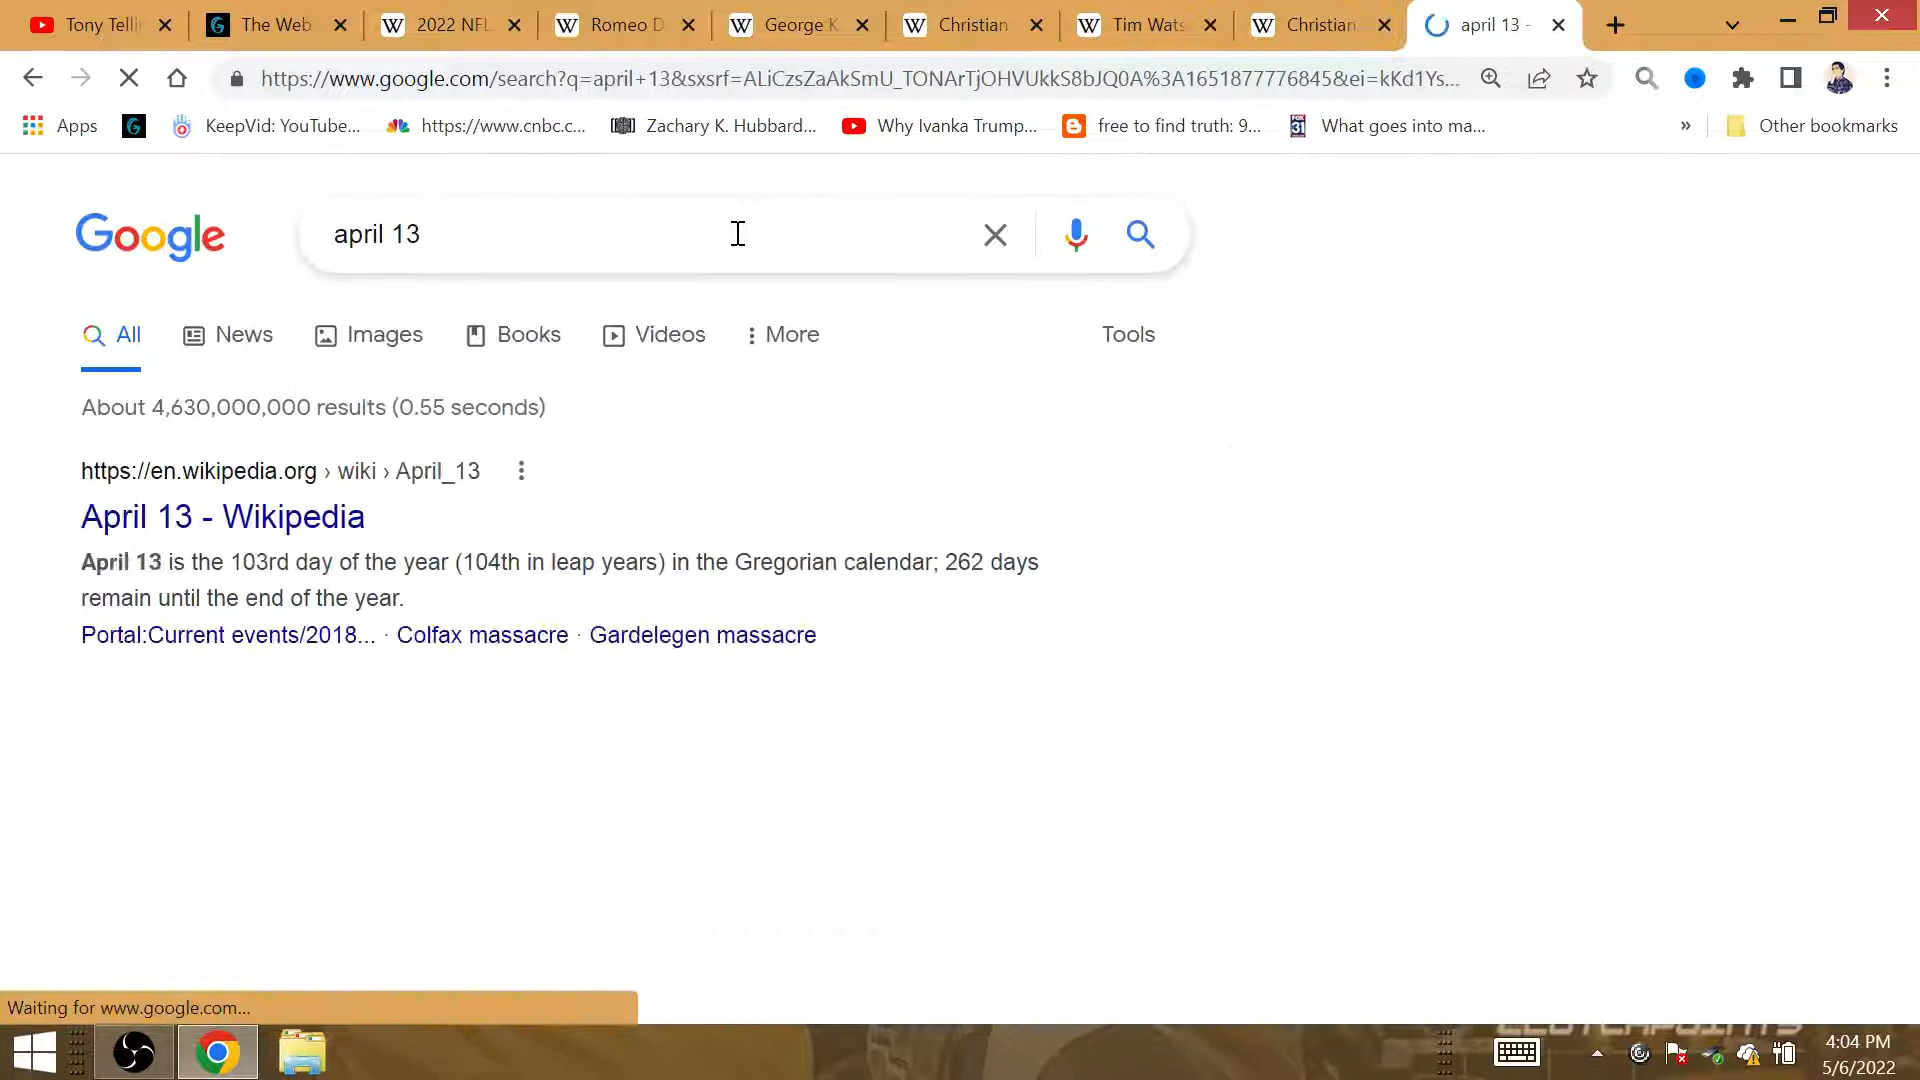 Tony Telli
The Web
2022 NFL
Romeo D
George K
Christian
Tim Wats
Christian
april 13 -
https://www.google.com/search?q=april+13&sxsrf=ALiCzsZaAkSmU_TONArTjOHVUkkS8bJQ0A%3A1651877776845&ei=kKd1Ys...
Apps
KeepVid: YouTube...
https://www.cnbc.c...
Zachary K. Hubbard...
Why Ivanka Trump...
free to find truth: 9...
What goes into ma...
»
Other bookmarks
Google
april 13
All
News
Images
Books
Videos
More
Tools
About 4,630,000,000 results (0.55 seconds)
https://en.wikipedia.org › wiki › April_13
April 13 - Wikipedia
April 13 is the 103rd day of the year (104th in leap years) in the Gregorian calendar; 262 days
remain until the end of the year.
Portal:Current events/2018... · Colfax massacre · Gardelegen massacre
Waiting for www.google.com...
4:04 PM
5/6/2022